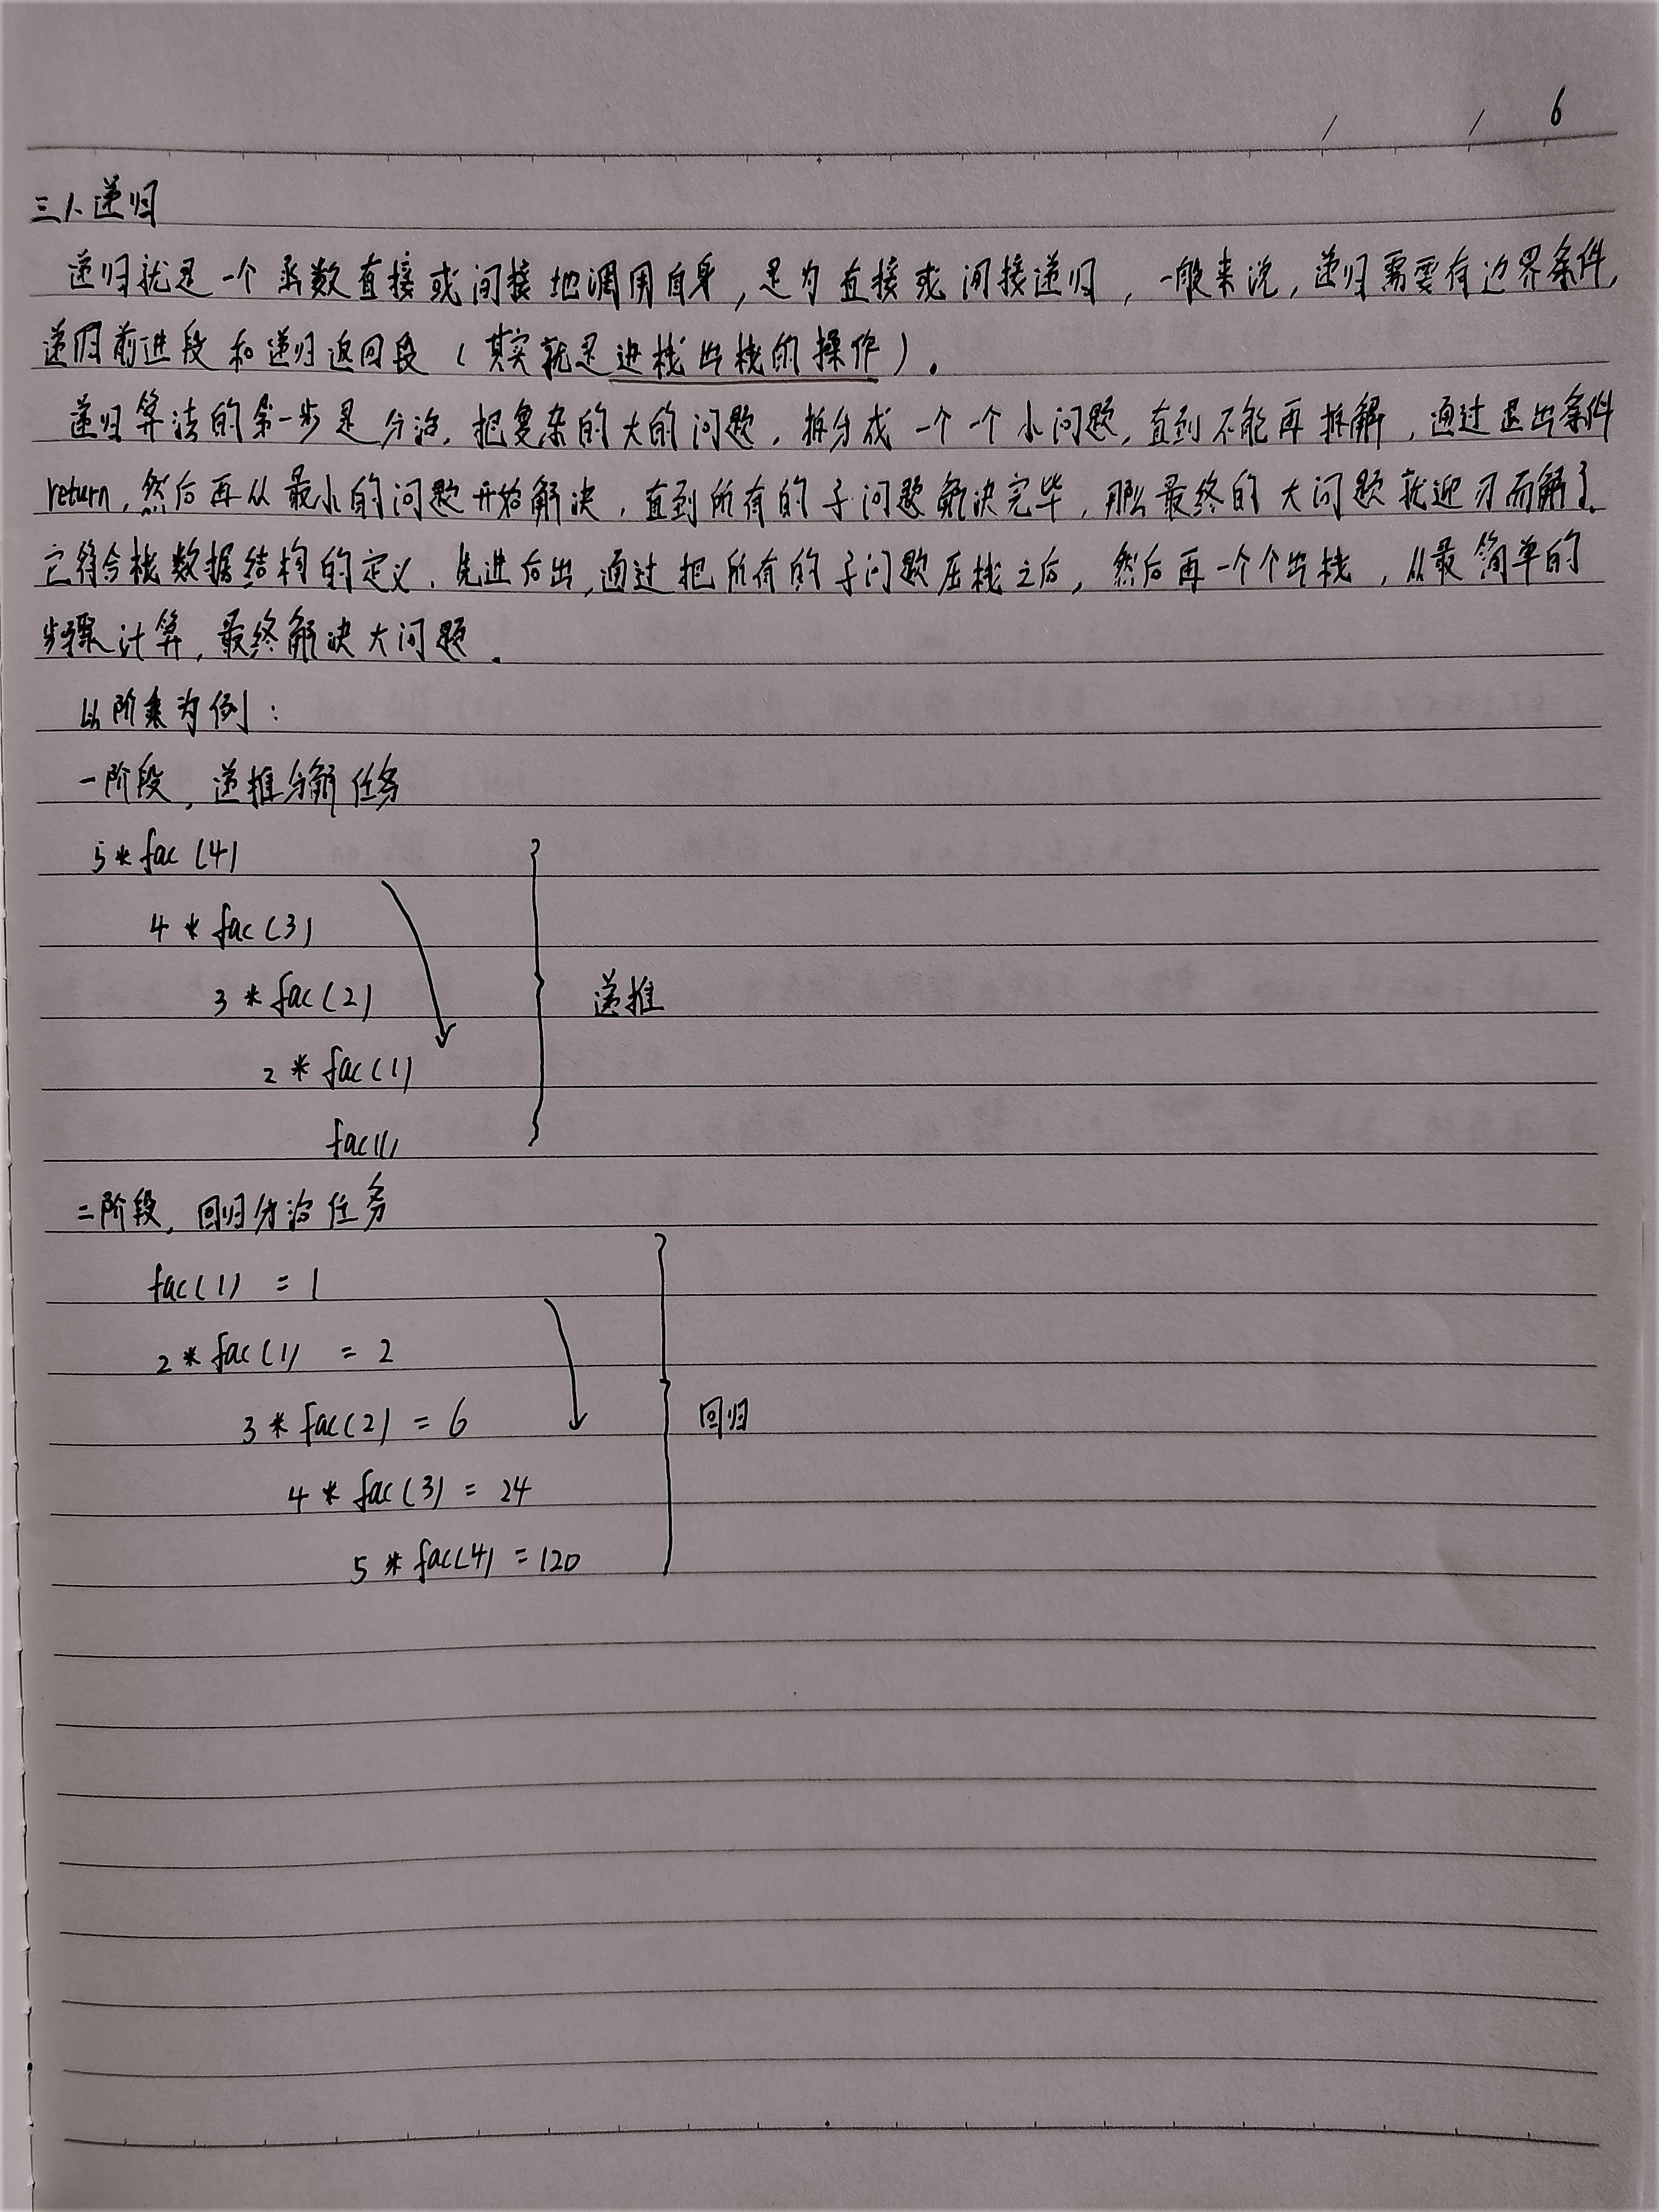 / / 6
三、1、递归
递归就是一个函数直接或间接地调用自身,是为直接或间接递归,一般来说,递归需要有边界条件,
递归前进段和递归返回段(其实就是进栈出栈的操作)。
递归算法的第一步是分治,把复杂的大的问题,拆分成一个一个小问题,直到不能再拆解,通过退出条件
return,然后再从最小的问题开始解决,直到所有的子问题解决完毕,那么最终的大问题就迎刃而解了。
它符合栈数据结构的定义,先进后出,通过把所有的子问题压栈之后,然后再一个个出栈,从最简单的
步骤计算,最终解决大问题。
以阶乘为例:
一阶段,递推分解任务
5*fac(4)
4*fac(3)
3*fac(2)
递推
2*fac(1)
fac(1)
二阶段,回归分治任务
fac(1) = 1
2*fac(1) = 2
3*fac(2) = 6
回归
4*fac(3) = 24
5*fac(4) = 120